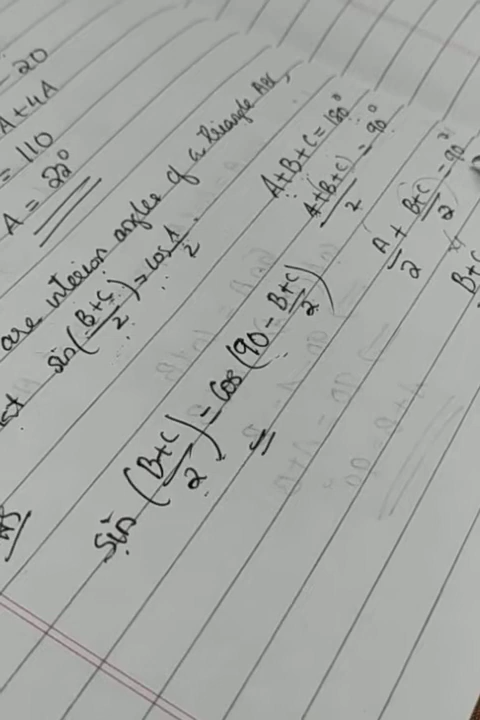 20
A+4A
= 110
A = 22°
are interior angles of a triangle ABC,
sin(B+C/2) = cos A/2
A+B+C = 180°
A+(B+C)/2 = 90°
A/2 + B+C/2 = 90°
B+C
sin (B+C/2) = cos (90 - B+C/2)